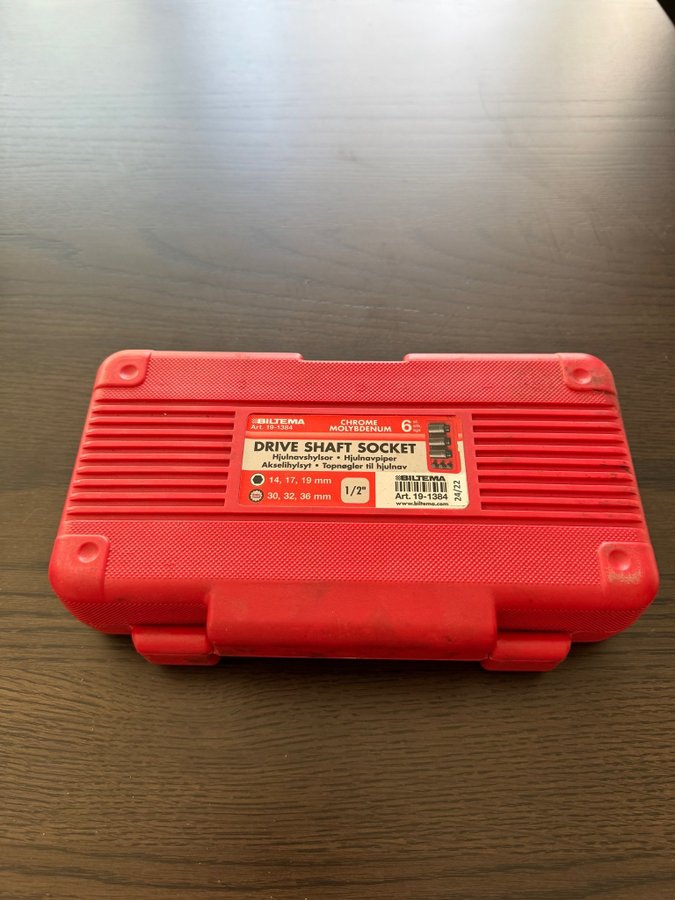 BILTEMA
Art. 19-1384
CHROME
MOLYBDENUM
6
DRIVE SHAFT SOCKET
Hjulnavshylsor • Hjulnavpiper
Akselihylsyt • Topnøgler til hjulnav
14, 17, 19 mm
30, 32, 36 mm
1/2"
BILTEMA
Art. 19-1384
www.biltema.com
24/22